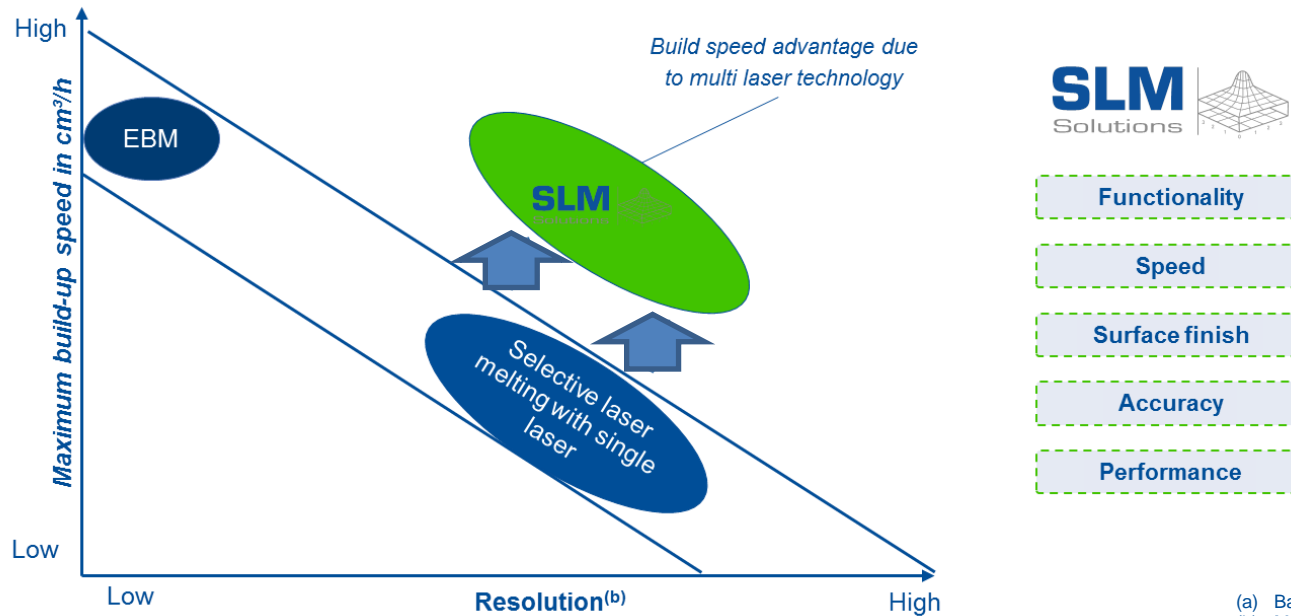 High
Maximum build-up speed in cm³/h
Low
EBM
Build speed advantage due
to multi laser technology
SLM
Solutions
Selective laser
melting with single
laser
Low
Resolution(b)
High
SLM
Solutions
Functionality
Speed
Surface finish
Accuracy
Performance
(a)